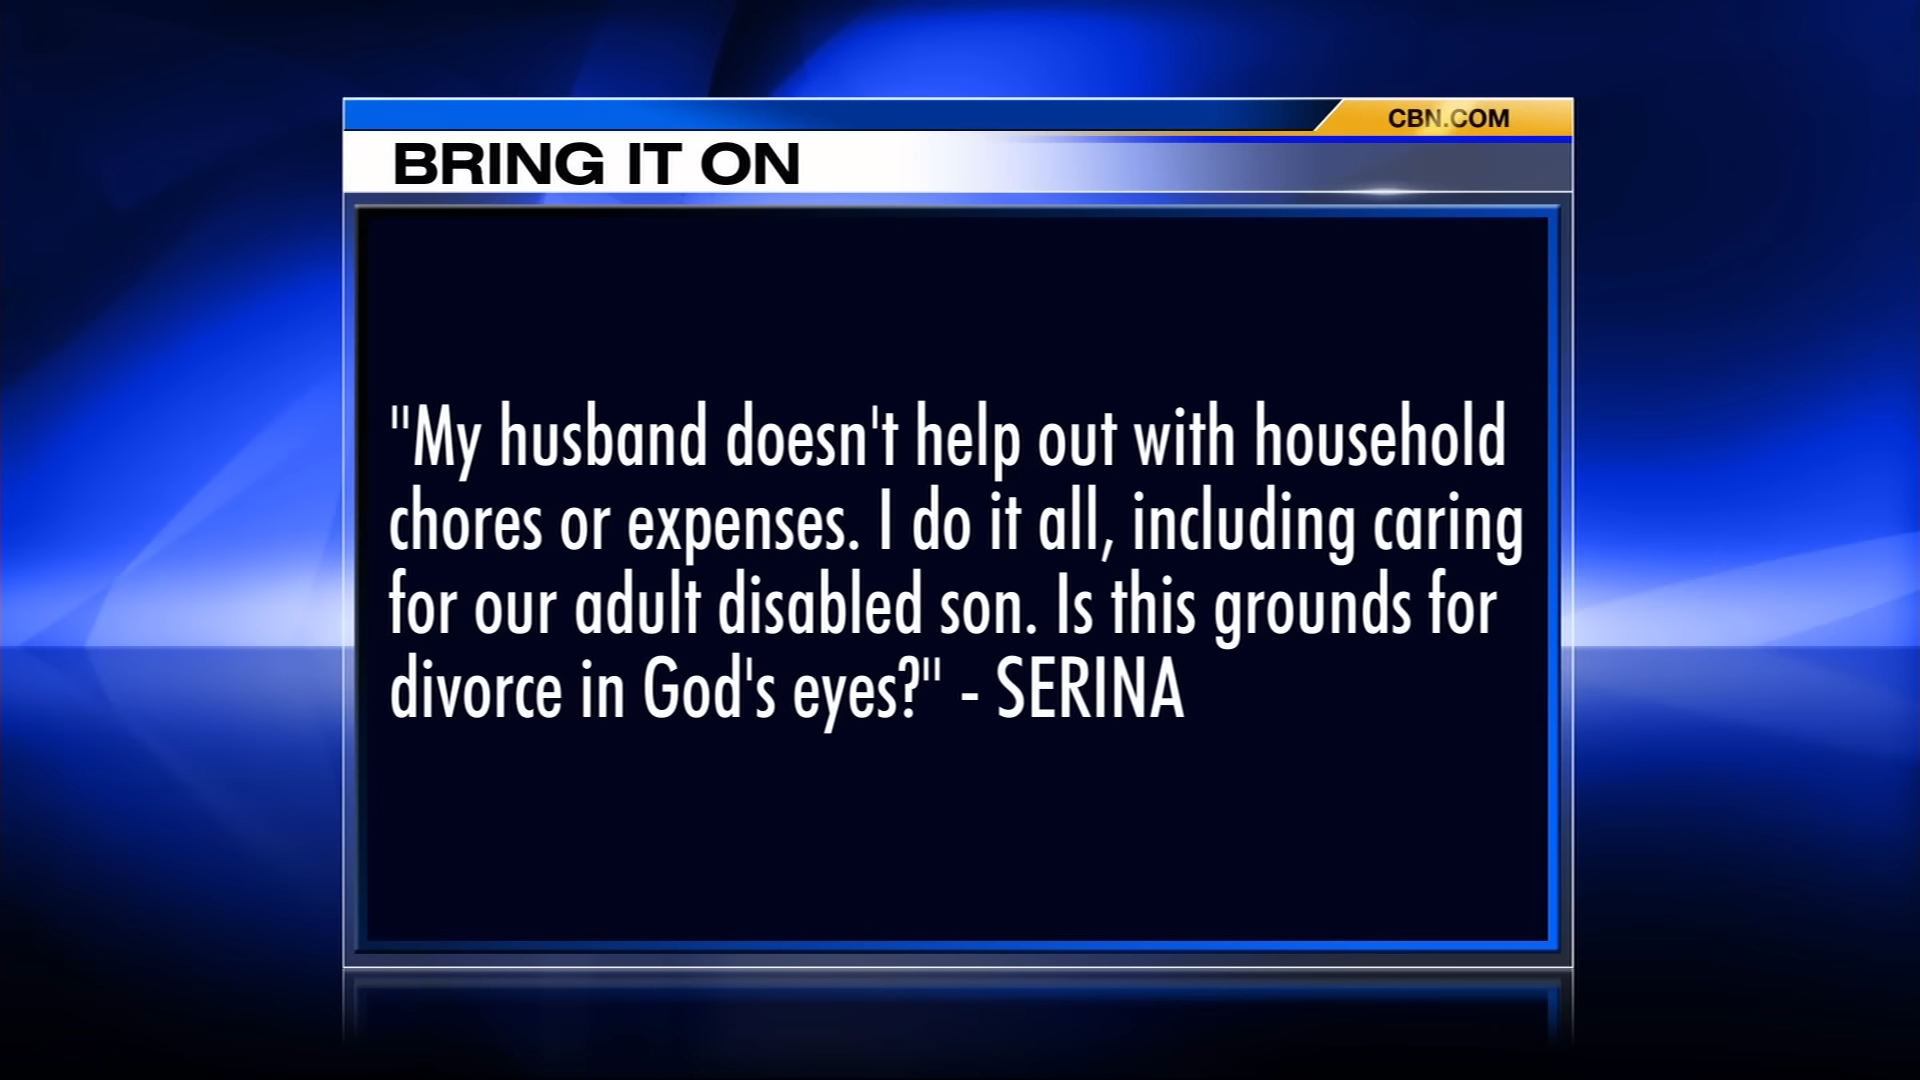 CBN.COM
BRING IT ON
"My husband doesn't help out with household
chores or expenses. I do it all, including caring
for our adult disabled son. Is this grounds for
divorce in God's eyes?" - SERINA